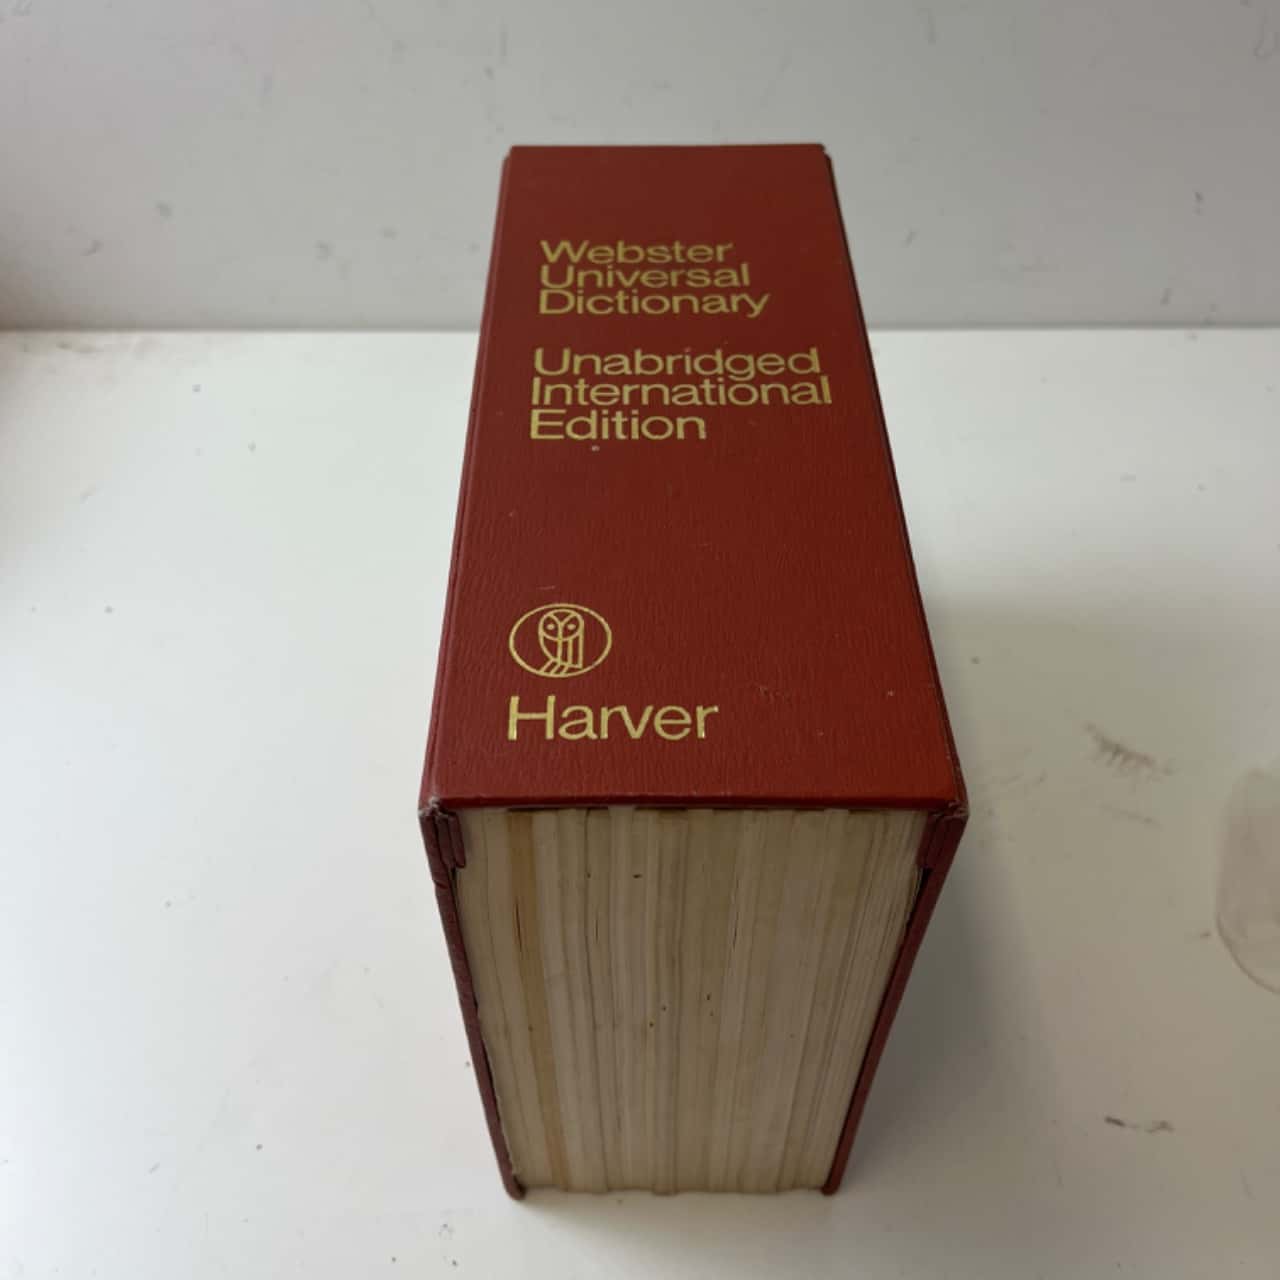 Webster
Universal
Dictionary
Unabridged
International
Edition
Harver